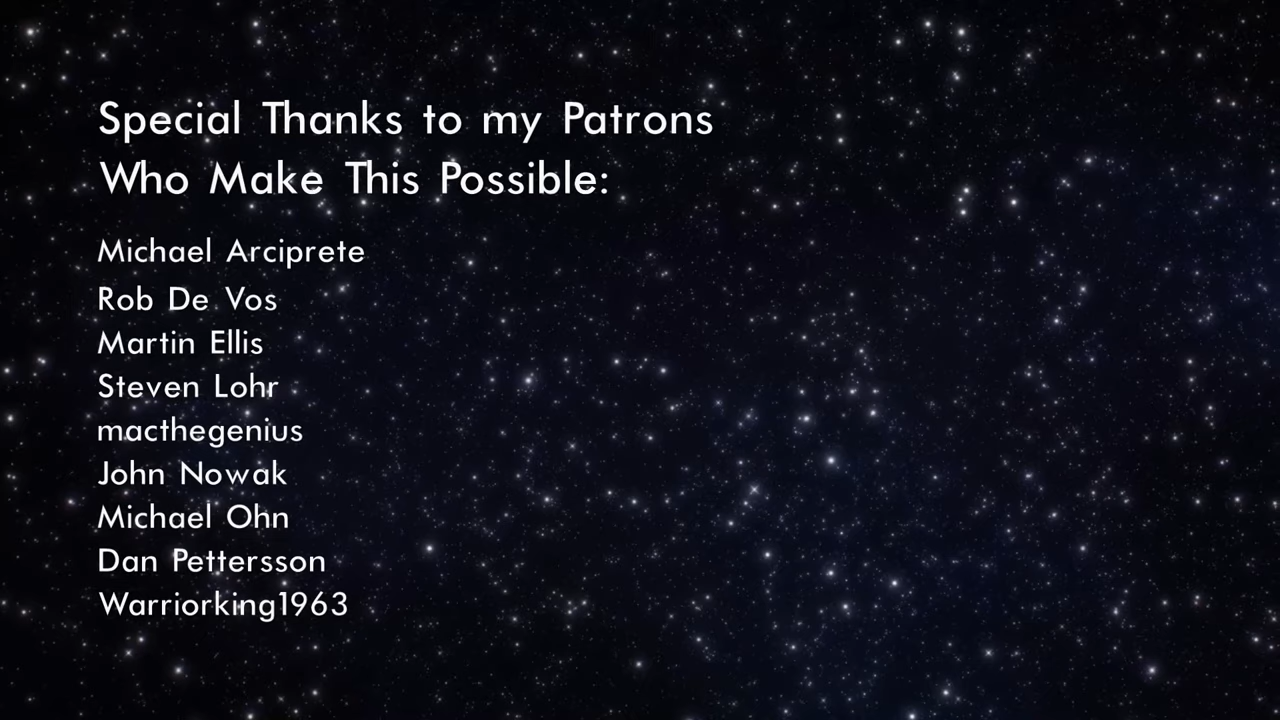 Special Thanks to my Patrons
Who Make This Possible:
Michael Arciprete
Rob De Vos
Martin Ellis
Steven Lohr
macthegenius
John Nowak
Michael Ohn
Dan Pettersson
Warriorking1963